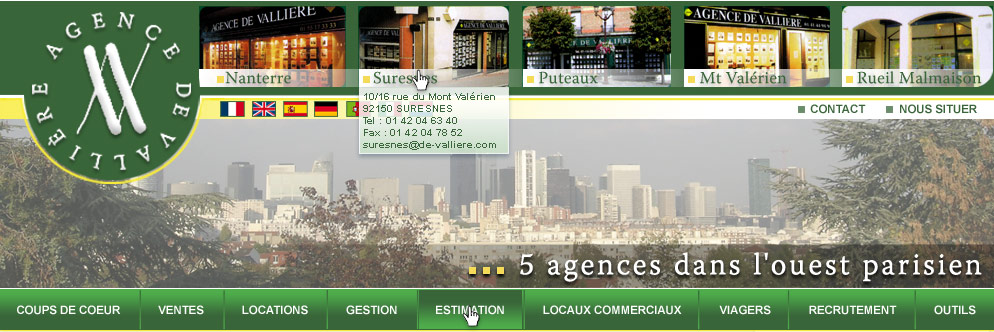 AGENCE DE VALLIÈRE
AGENCE DE VALLIERE
AGENCE DE VALLIERE
Nanterre
Suresnes
Puteaux
Mt Valérien
Rueil Malmaison
10/16 rue du Mont Valérien
92150 SURESNES
Tel : 01 42 04 63 40
Fax : 01 42 04 78 52
suresnes@de-valliere.com
CONTACT
NOUS SITUER
... 5 agences dans l'ouest parisien
COUPS DE COEUR
VENTES
LOCATIONS
GESTION
ESTIMATION
LOCAUX COMMERCIAUX
VIAGERS
RECRUTEMENT
OUTILS